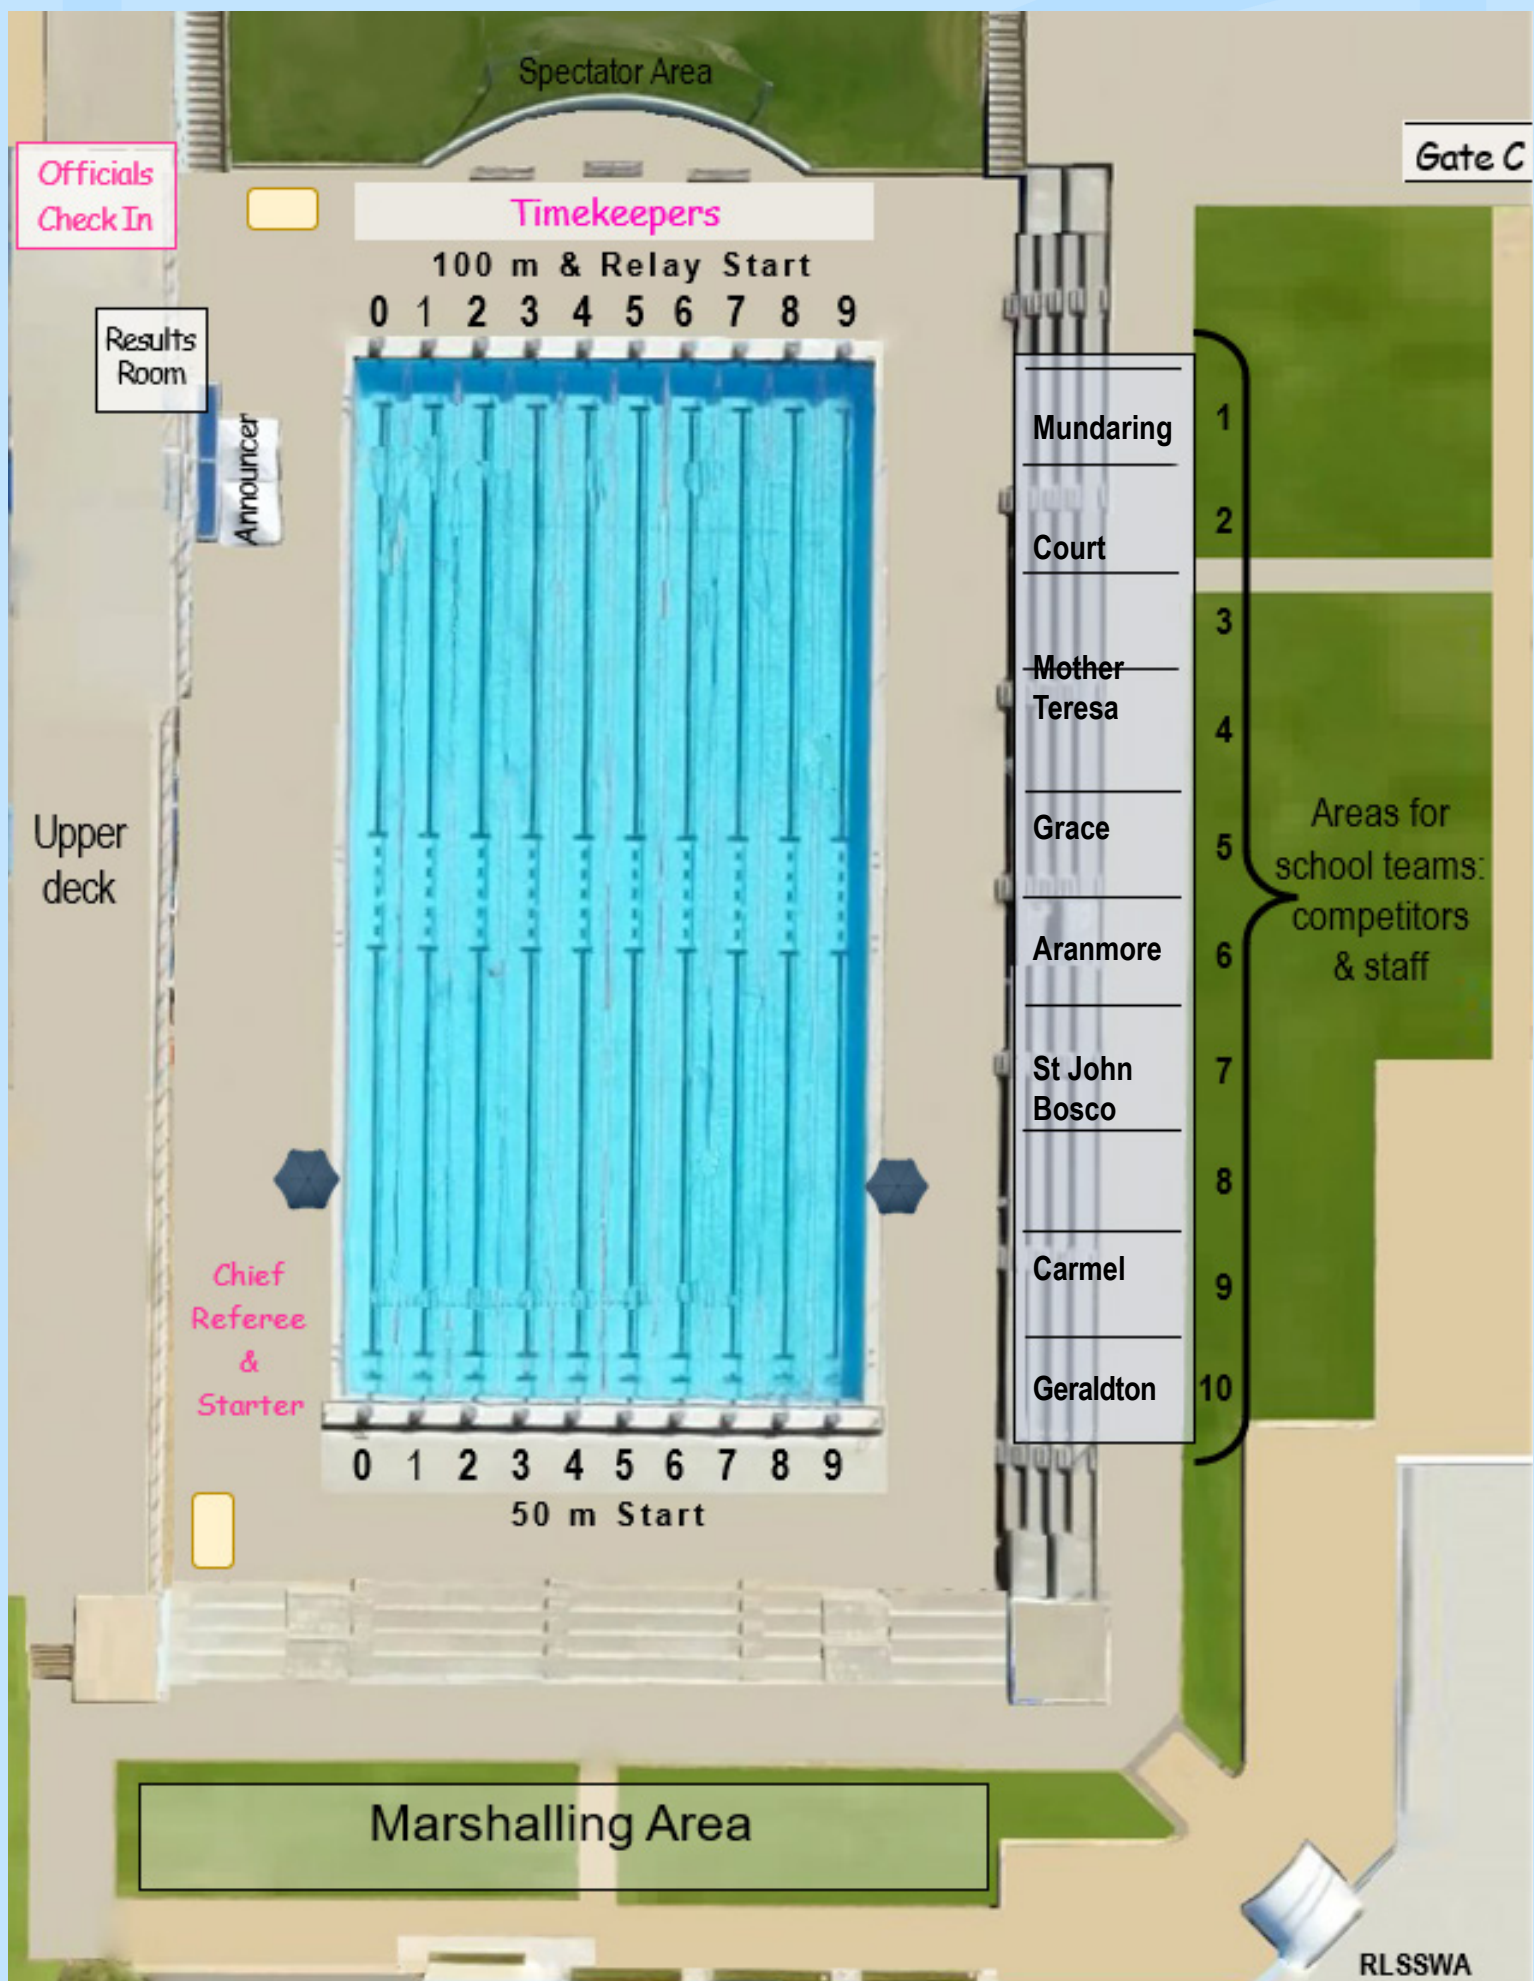 Spectator Area
Gate C
Officials
Check In
Timekeepers
100 m & Relay Start
0 1 2 3 4 5 6 7 8 9
Results
Room
Announcer
Mundaring
1
2
Court
3
Mother
Teresa
4
Upper
deck
Grace
5
Areas for
school teams:
competitors
& staff
Aranmore
6
St John
Bosco
7
8
Chief
Referee
&
Starter
Carmel
9
Geraldton
10
0 1 2 3 4 5 6 7 8 9
50 m Start
Marshalling Area
RLSSWA